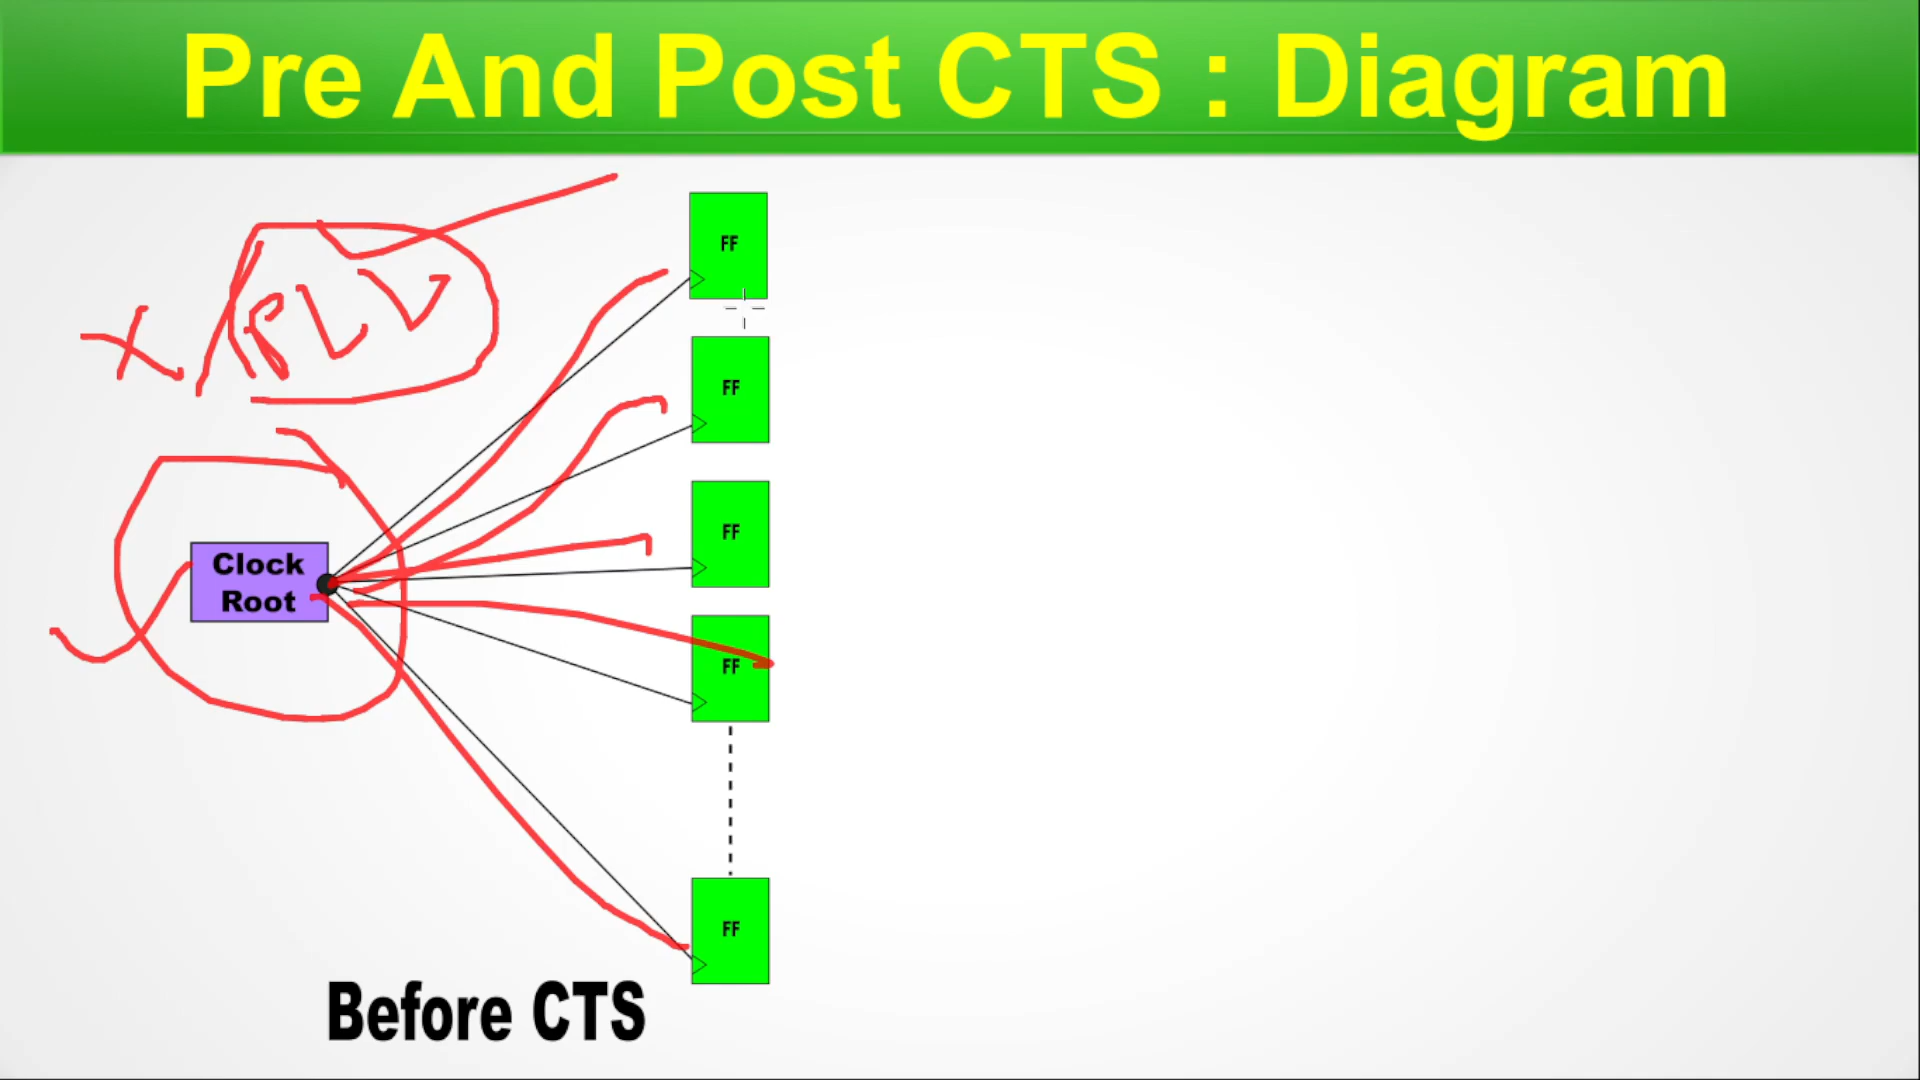 Pre And Post CTS : Diagram
FF
FF
FF
Clock
Root
FF
FF
Before CTS